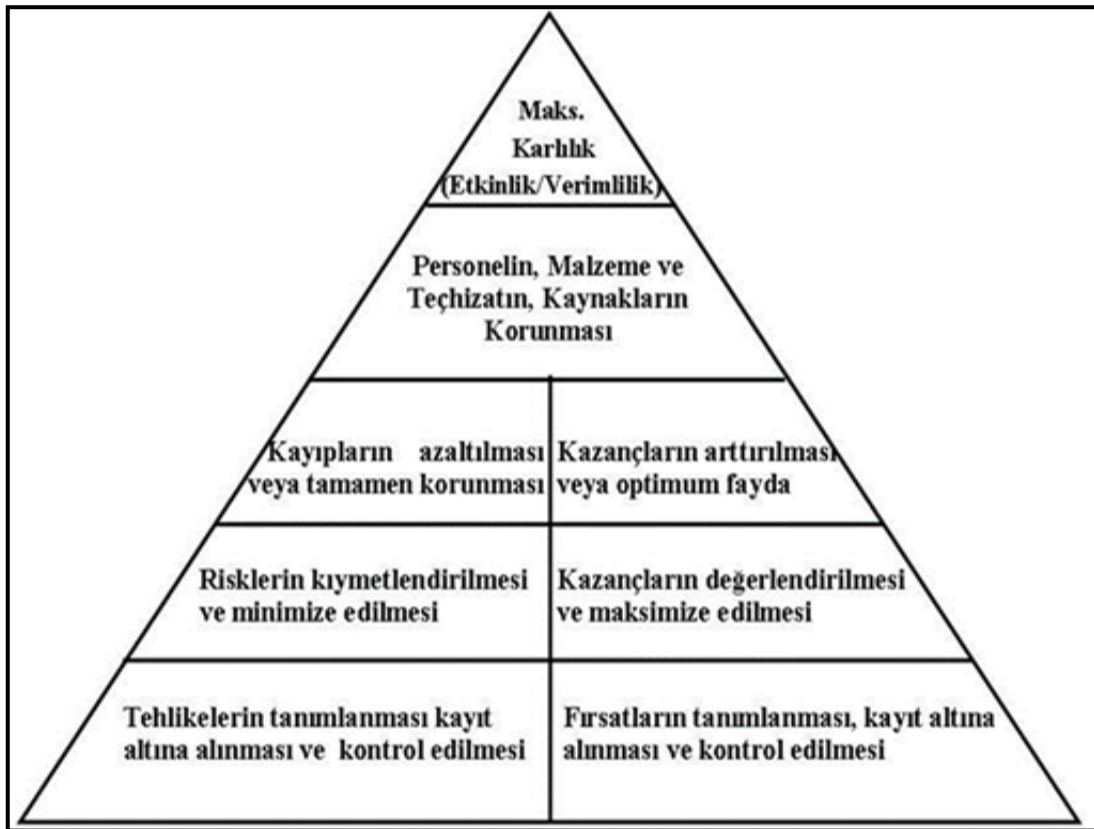 Maks.
Karlılık
(Etkinlik/Verimlilik)
Personelin, Malzeme ve
Teçhizatın, Kaynakların
Korunması
Kayıpların azaltılması
veya tamamen korunması
Kazançların arttırılması
veya optimum fayda
Risklerin kıymetlendirilmesi
ve minimize edilmesi
Kazançların değerlendirilmesi
ve maksimize edilmesi
Tehlikelerin tanımlanması kayıt
altına alınması ve kontrol edilmesi
Fırsatların tanımlanması, kayıt altına
alınması ve kontrol edilmesi